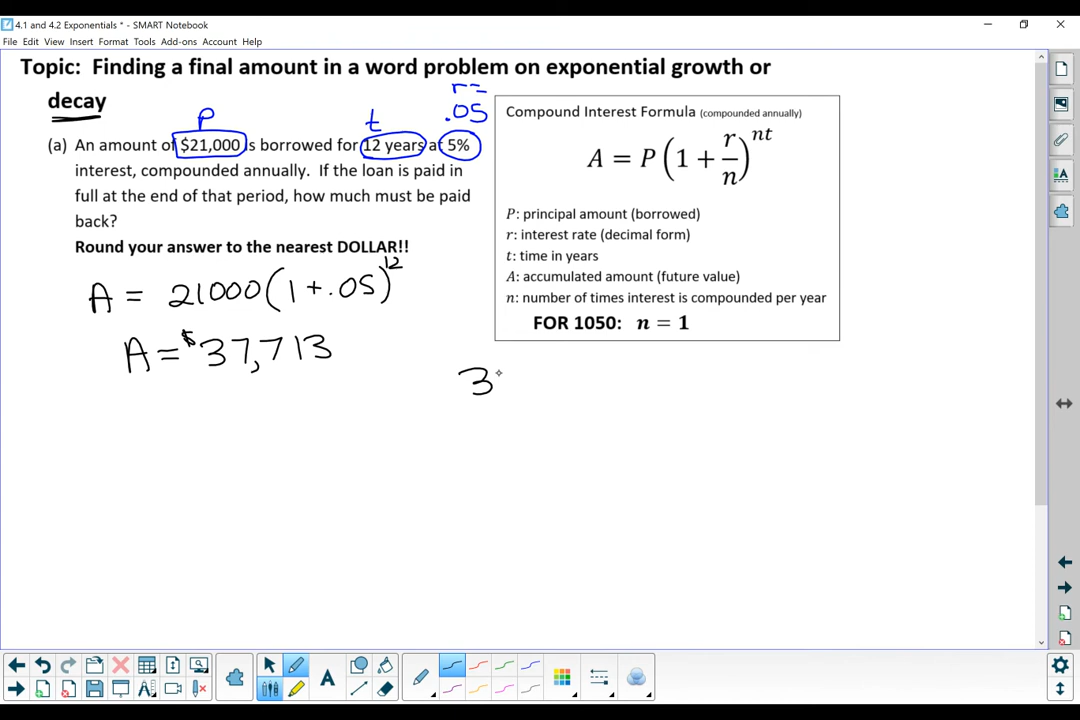 4.1 and 4.2 Exponentials * - SMART Notebook
File Edit View Insert Format Tools Add-ons Account Help
Topic: Finding a final amount in a word problem on exponential growth or
decay
r=
.05
P
t
(a) An amount of $21,000 is borrowed for 12 years at 5%
interest, compounded annually. If the loan is paid in
full at the end of that period, how much must be paid
back?
Round your answer to the nearest DOLLAR!!
A = 21000(1+.05)^12
A=$37,713
Compound Interest Formula (compounded annually)
A = P(1 + r/n)^nt
P: principal amount (borrowed)
r: interest rate (decimal form)
t: time in years
A: accumulated amount (future value)
n: number of times interest is compounded per year
FOR 1050: n = 1
3